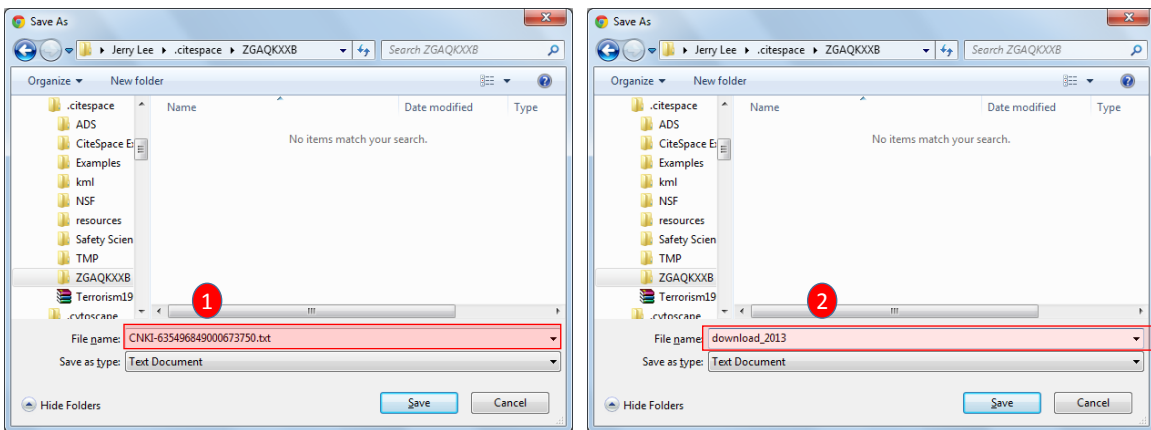 Save As
Jerry Lee ▸ .citespace ▸ ZGAQKXXB
Search ZGAQKXXB
Organize
New folder
Name
Date modified
Type
.citespace
ADS
CiteSpace E
Examples
kml
NSF
resources
Safety Scien
TMP
ZGAQKXXB
Terrorism19
.cytoscape
No items match your search.
1
File name: CNKI-635496849000673750.txt
Save as type: Text Document
Hide Folders
Save
Cancel
Save As
Jerry Lee ▸ .citespace ▸ ZGAQKXXB
Search ZGAQKXXB
Organize
New folder
Name
Date modified
Type
.citespace
ADS
CiteSpace E
Examples
kml
NSF
resources
Safety Scien
TMP
ZGAQKXXB
Terrorism19
.cytoscape
No items match your search.
2
File name: download_2013
Save as type: Text Document
Hide Folders
Save
Cancel